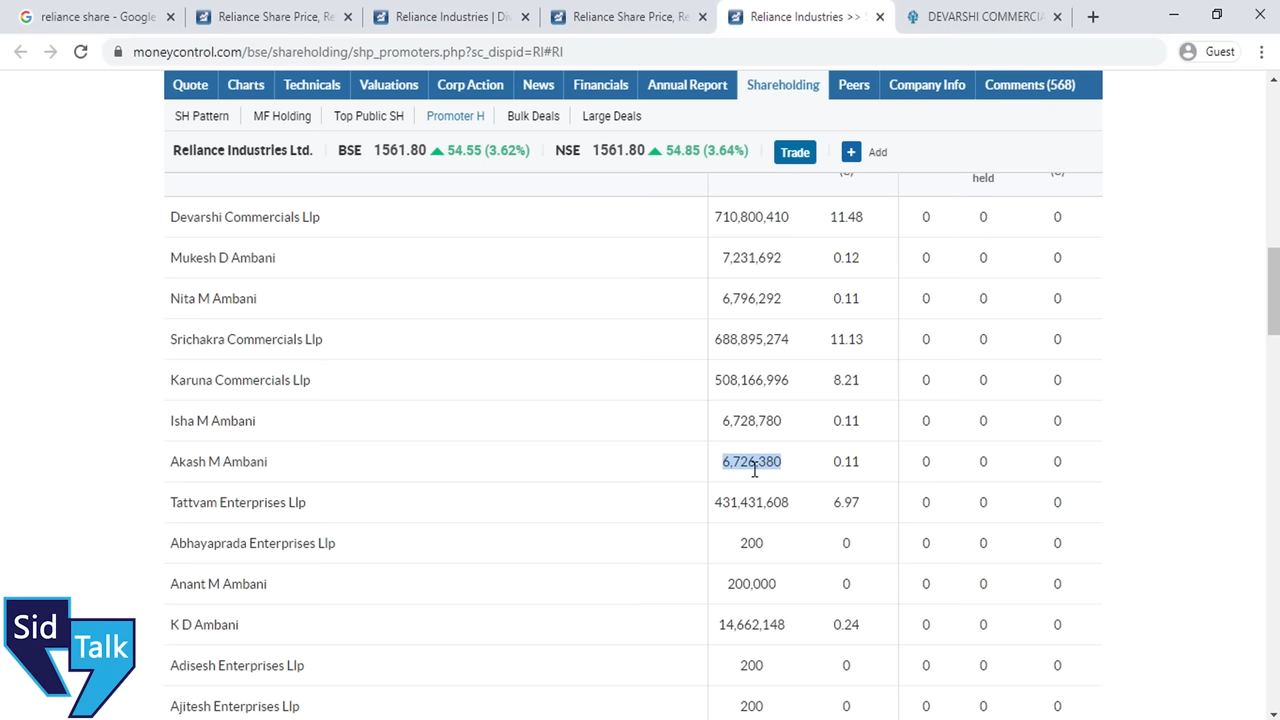 reliance share - Google
Reliance Share Price, Re
Reliance Industries | Di
Reliance Share Price, Re
Reliance Industries >>
DEVARSHI COMMERCIA
moneycontrol.com/bse/shareholding/shp_promoters.php?sc_dispid=RI#RI
Guest
Quote Charts Technicals Valuations Corp Action News Financials Annual Report Shareholding Peers Company Info Comments (568)
SH Pattern MF Holding Top Public SH Promoter H Bulk Deals Large Deals
Reliance Industries Ltd. BSE 1561.80 54.55 (3.62%) NSE 1561.80 54.85 (3.64%) Trade + Add
held
Devarshi Commercials Llp 710,800,410 11.48 0 0 0
Mukesh D Ambani 7,231,692 0.12 0 0 0
Nita M Ambani 6,796,292 0.11 0 0 0
Srichakra Commercials Llp 688,895,274 11.13 0 0 0
Karuna Commercials Llp 508,166,996 8.21 0 0 0
Isha M Ambani 6,728,780 0.11 0 0 0
Akash M Ambani 6,726,380 0.11 0 0 0
Tattvam Enterprises Llp 431,431,608 6.97 0 0 0
Abhayaprada Enterprises Llp 200 0 0 0 0
Anant M Ambani 200,000 0 0 0 0
K D Ambani 14,662,148 0.24 0 0 0
Adisesh Enterprises Llp 200 0 0 0 0
Ajitesh Enterprises Llp 200 0 0 0 0
Sid
Talk